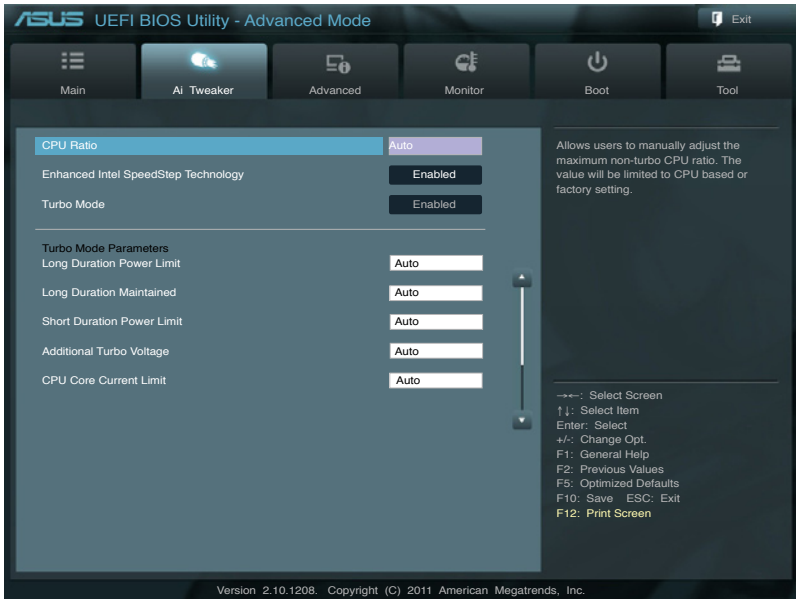 ASUS UEFI BIOS Utility - Advanced Mode
Exit
Main
Ai Tweaker
Advanced
Monitor
Boot
Tool
CPU Ratio Auto
Enhanced Intel SpeedStep Technology Enabled
Turbo Mode Enabled
Turbo Mode Parameters
Long Duration Power Limit Auto
Long Duration Maintained Auto
Short Duration Power Limit Auto
Additional Turbo Voltage Auto
CPU Core Current Limit Auto
Allows users to manually adjust the
maximum non-turbo CPU ratio. The
value will be limited to CPU based or
factory setting.
→←: Select Screen
↑↓: Select Item
Enter: Select
+/-: Change Opt.
F1: General Help
F2: Previous Values
F5: Optimized Defaults
F10: Save ESC: Exit
F12: Print Screen
Version 2.10.1208. Copyright (C) 2011 American Megatrends, Inc.